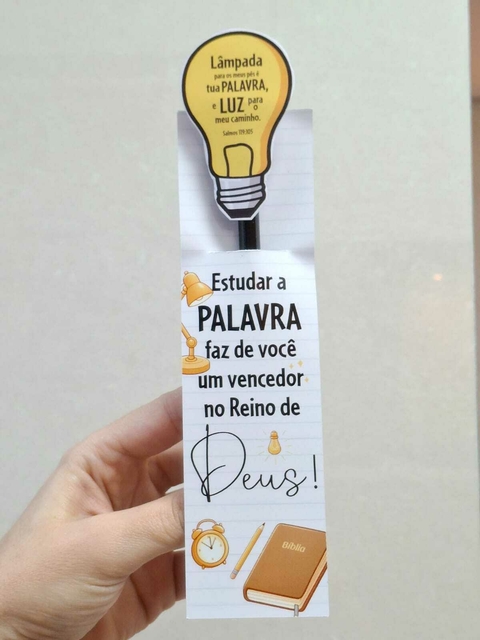 Lâmpada
para os meus pés é
tua PALAVRA,
e LUZ para o
meu caminho.
Salmos 119.105
Estudar a
PALAVRA
faz de você
um vencedor
no Reino de
Deus!
Bíblia